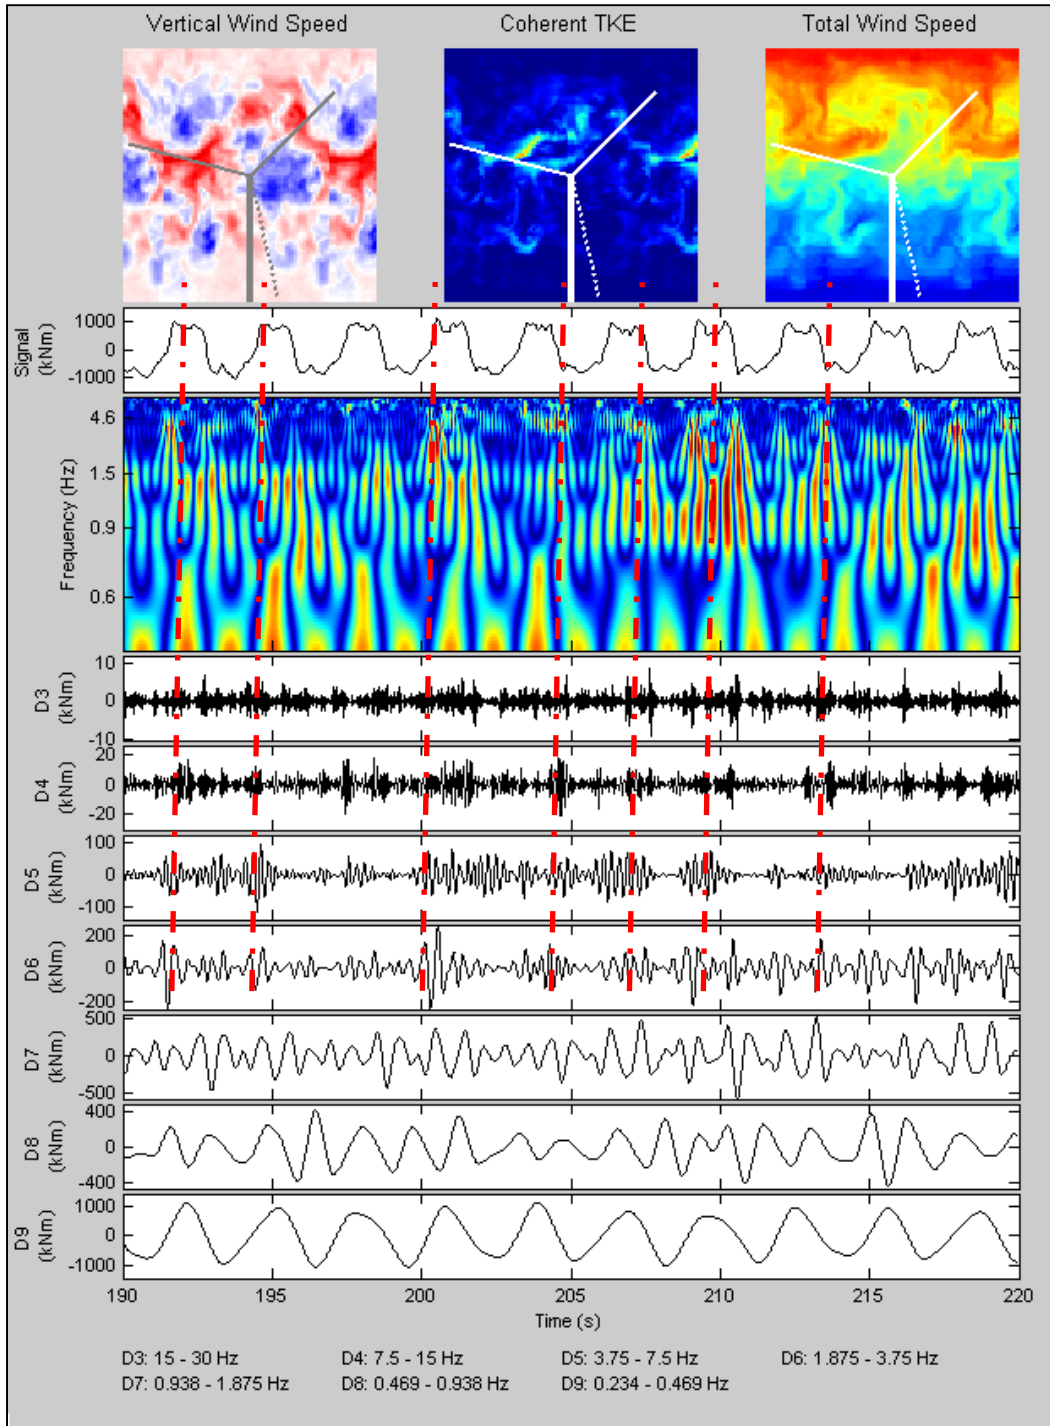 Vertical Wind Speed Coherent TKE Total Wind Speed
Signal
(kNm)
1000
0
-1000
Frequency (Hz)
4.6
1.5
0.9
0.6
D3
(kNm)
10
0
-10
D4
(kNm)
20
0
-20
D5
(kNm)
100
0
-100
D6
(kNm)
200
0
-200
D7
(kNm)
500
0
-500
D8
(kNm)
400
0
-400
D9
(kNm)
1000
0
-1000
190 195 200 205 210 215 220
Time (s)
D3: 15 - 30 Hz D4: 7.5 - 15 Hz D5: 3.75 - 7.5 Hz D6: 1.875 - 3.75 Hz
D7: 0.938 - 1.875 Hz D8: 0.469 - 0.938 Hz D9: 0.234 - 0.469 Hz